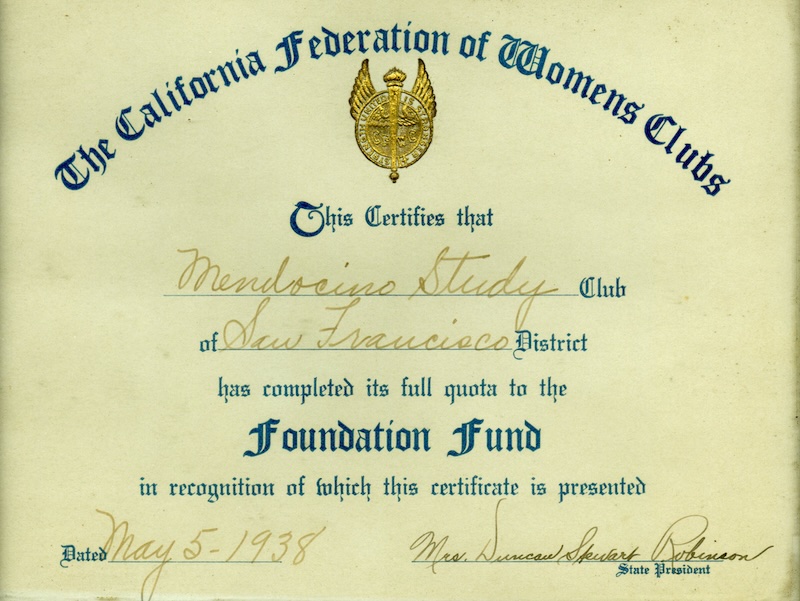 The California Federation of Womens Clubs
This Certifies that
Mendocino Study Club
of San Francisco District
has completed its full quota to the
Foundation Fund
in recognition of which this certificate is presented
Dated May 5-1938 Mrs. Duncan Stewart Robinson
State President